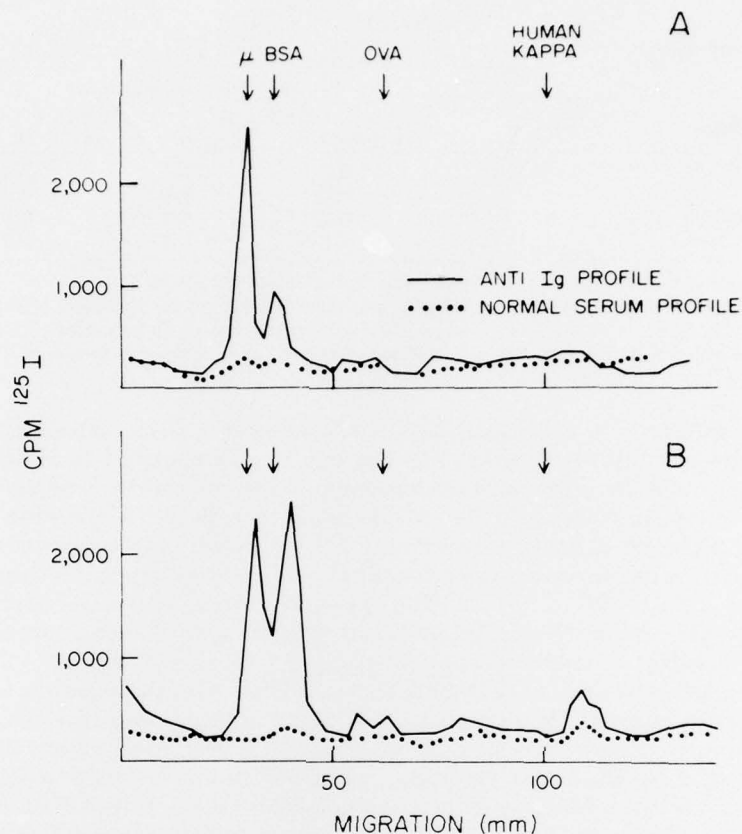 A
HUMAN
μ BSA OVA KAPPA
2,000
1,000
ANTI Ig PROFILE
NORMAL SERUM PROFILE
CPM ¹²⁵I
B
2,000
1,000
50 100
MIGRATION (mm)